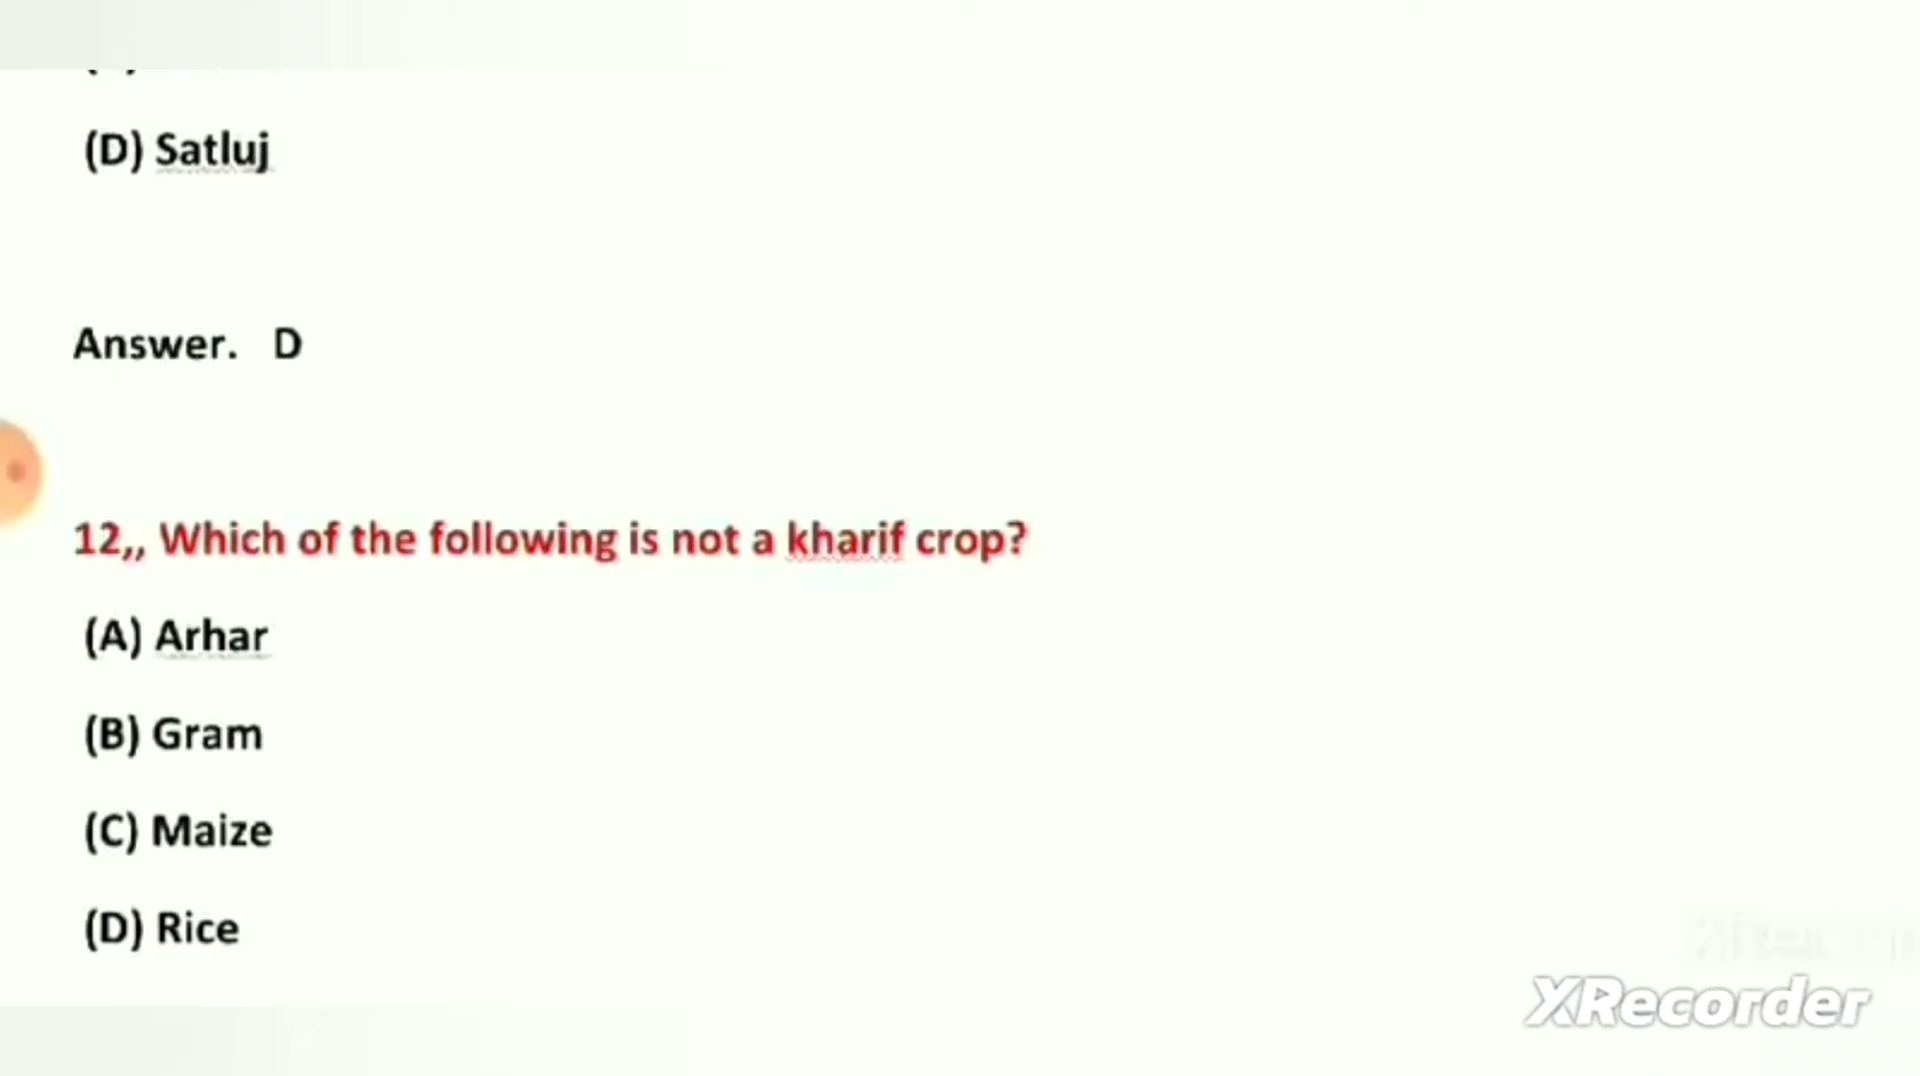 (D) Satluj
Answer. D
12,, Which of the following is not a kharif crop?
(A) Arhar
(B) Gram
(C) Maize
(D) Rice
XRecorder